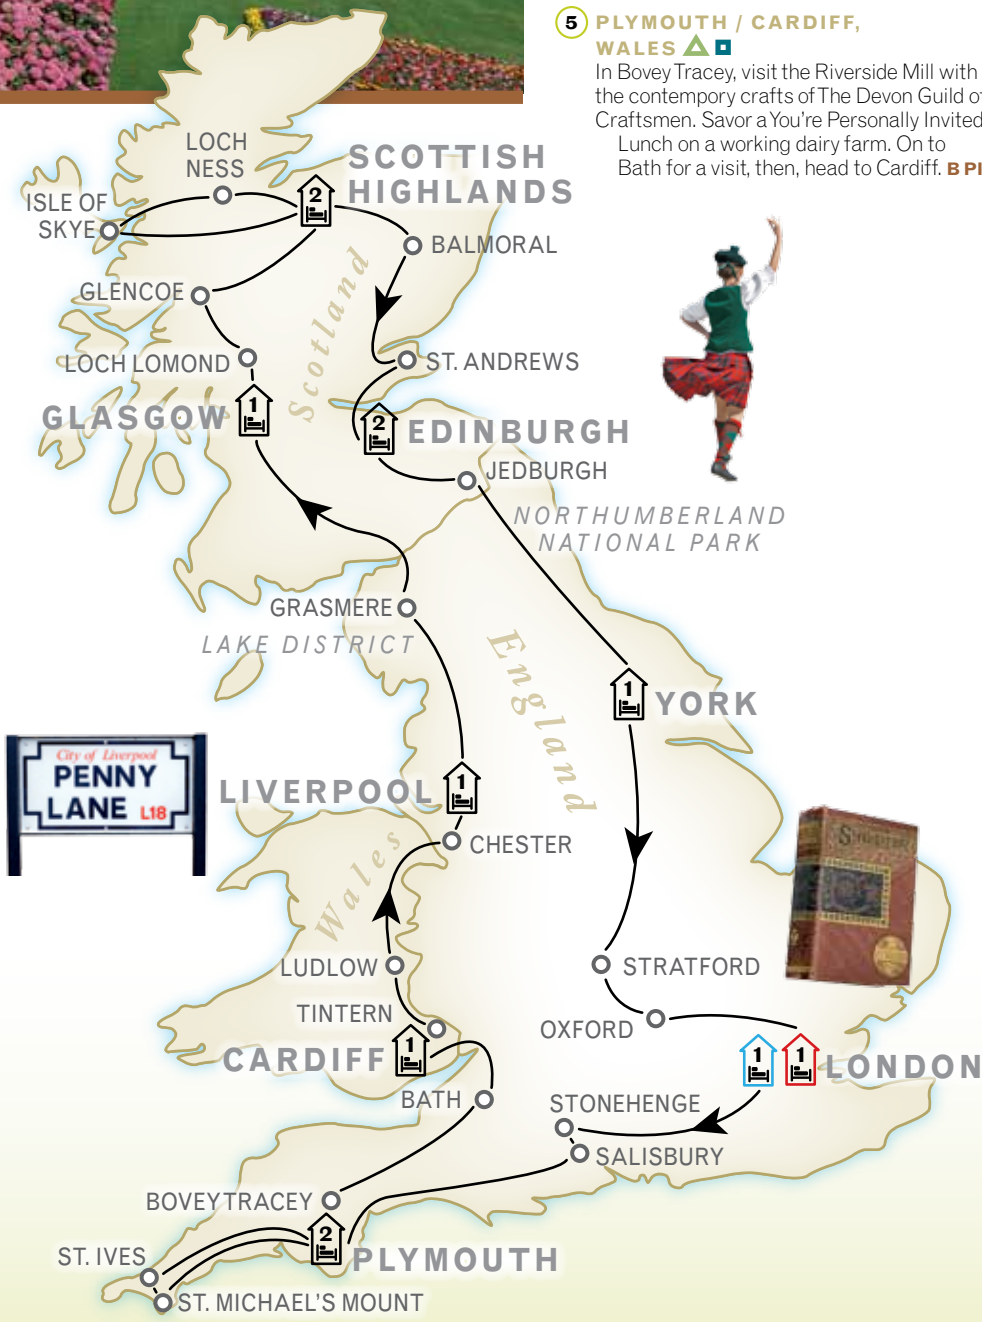 5 PLYMOUTH / CARDIFF,
WALES
In Bovey Tracey, visit the Riverside Mill with
the contempory crafts of The Devon Guild of
Craftsmen. Savor a You're Personally Invited
Lunch on a working dairy farm. On to
Bath for a visit, then, head to Cardiff. B PI
LOCH
NESS
SCOTTISH
HIGHLANDS
2
ISLE OF
SKYE
BALMORAL
GLENCOE
Scotland
LOCH LOMOND
ST. ANDREWS
GLASGOW
1
2
EDINBURGH
JEDBURGH
NORTHUMBERLAND
NATIONAL PARK
GRASMERE
LAKE DISTRICT
England
1
YORK
City of Liverpool
PENNY
LANE L18
LIVERPOOL
1
CHESTER
Wales
LUDLOW
STRATFORD
TINTERN
OXFORD
CARDIFF
1
1
1
LONDON
BATH
STONEHENGE
SALISBURY
BOVEY TRACEY
2
PLYMOUTH
ST. IVES
ST. MICHAEL'S MOUNT